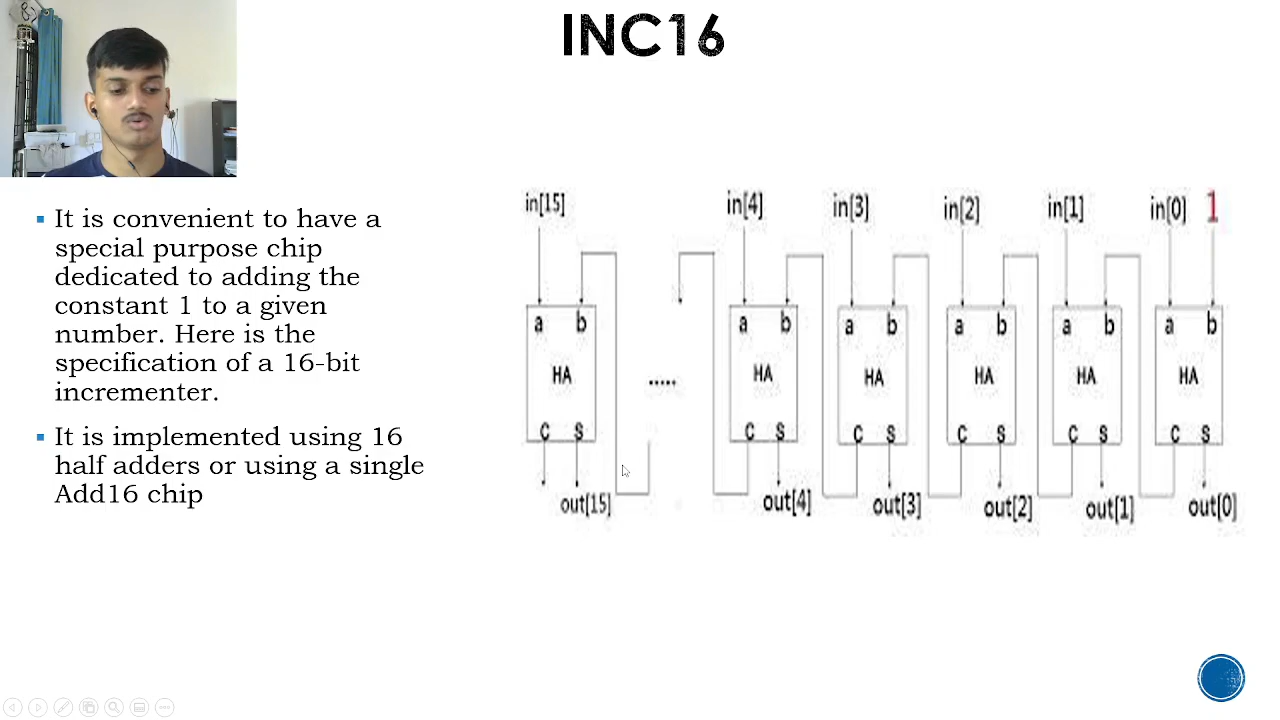 INC16
It is convenient to have a
special purpose chip
dedicated to adding the
constant 1 to a given
number. Here is the
specification of a 16-bit
incrementer.
It is implemented using 16
half adders or using a single
Add16 chip
in[15] in[4] in[3] in[2] in[1] in[0] 1
a b a b a b a b a b a b
HA ..... HA HA HA HA HA
C S C S C S C S C S C S
out[15] out[4] out[3] out[2] out[1] out[0]